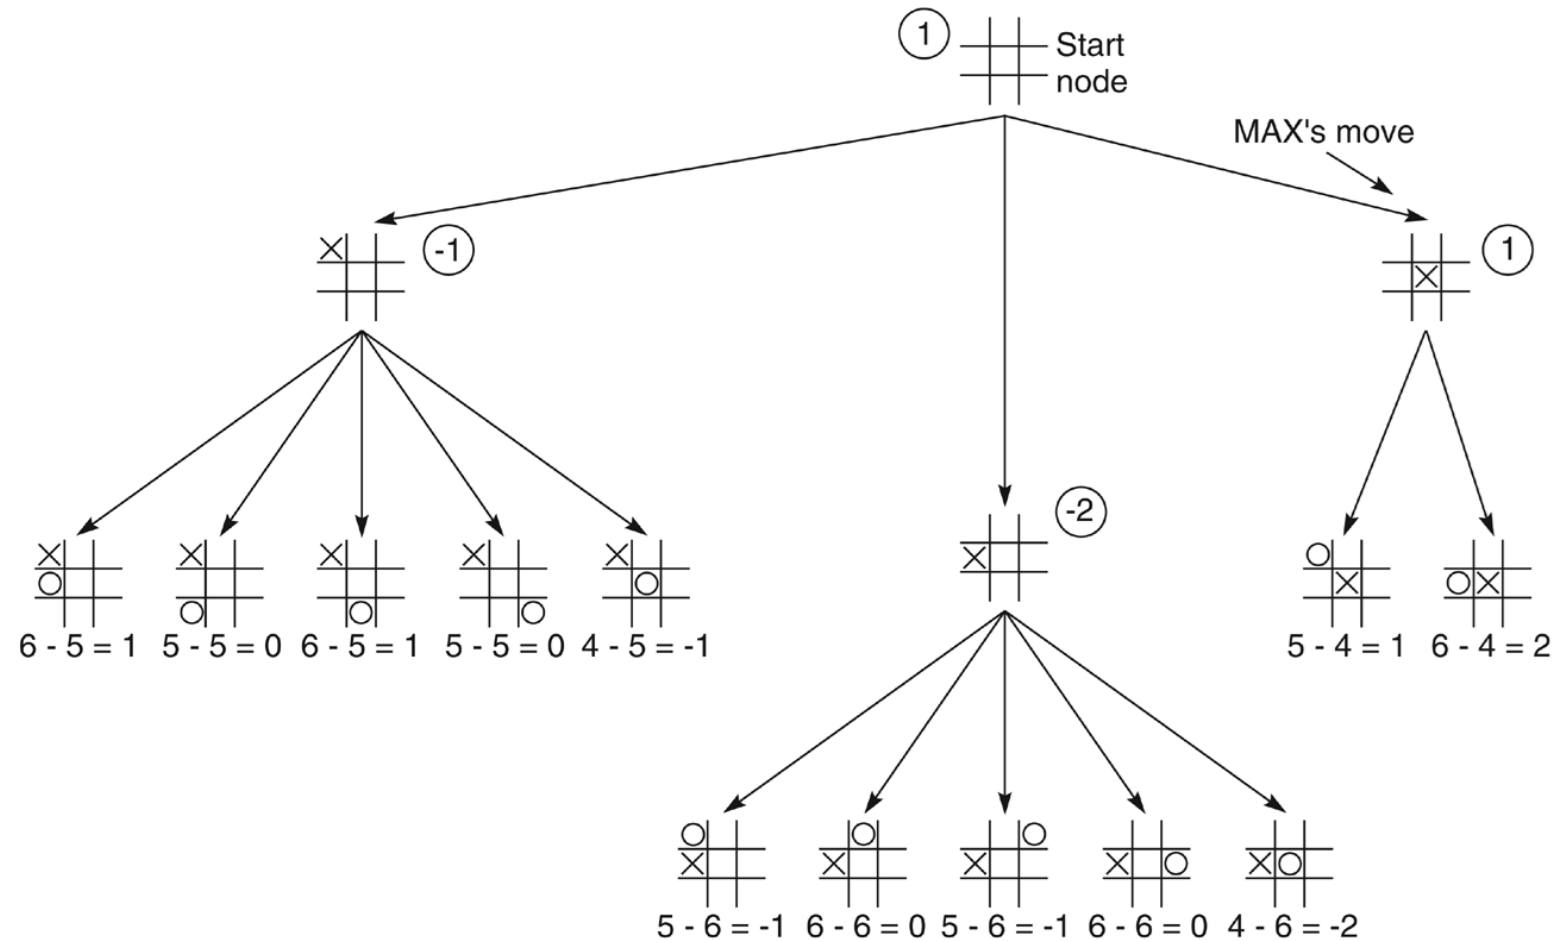 1
Start
node
MAX's move
-1
1
-2
6 - 5 = 1 5 - 5 = 0 6 - 5 = 1 5 - 5 = 0 4 - 5 = -1
5 - 4 = 1 6 - 4 = 2
5 - 6 = -1 6 - 6 = 0 5 - 6 = -1 6 - 6 = 0 4 - 6 = -2